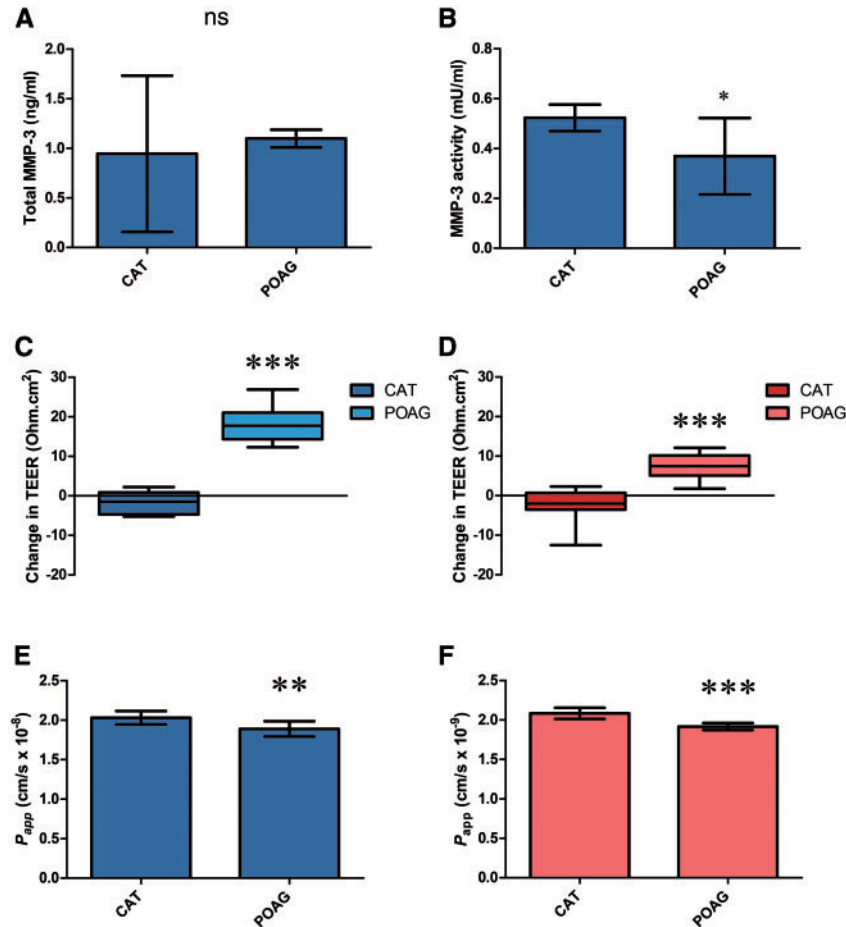 A
ns
Total MMP-3 (ng/ml)
2.0
1.5
1.0
0.5
0.0
CAT
POAG
B
MMP-3 activity (mU/ml)
0.8
0.6
0.4
0.2
0.0
*
CAT
POAG
C
Change in TEER (Ohm.cm²)
30
20
10
0
-10
-20
***
CAT
POAG
D
Change in TEER (Ohm.cm²)
30
20
10
0
-10
-20
***
CAT
POAG
E
Papp (cm/s x 10⁻⁸)
2.5
2.0
1.5
1.0
0.5
0.0
**
CAT
POAG
F
Papp (cm/s x 10⁻⁹)
2.5
2.0
1.5
1.0
0.5
0.0
***
CAT
POAG